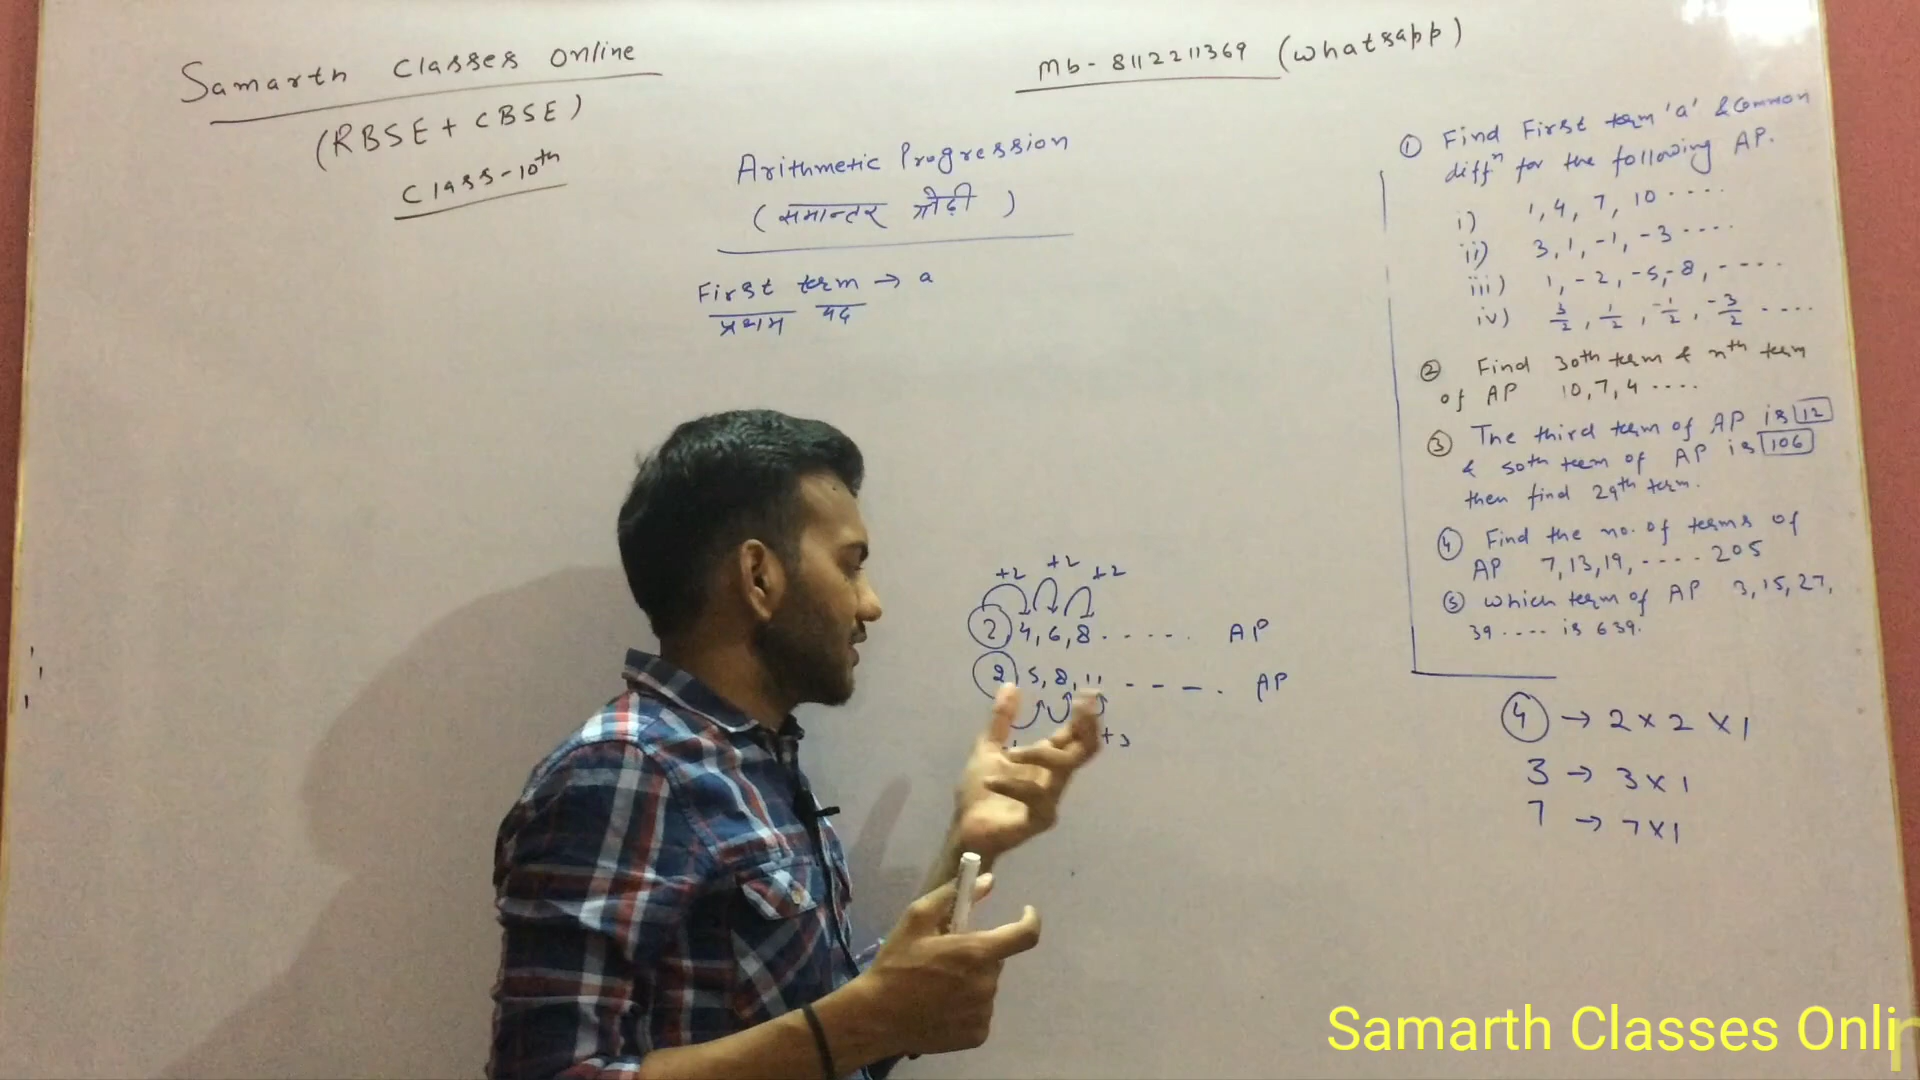 Samarth Classes Online
(RBSE + CBSE)
Class-10th
Mb- 8112211369 (Whatsapp)
Arithmetic Progression
(समान्तर श्रेढ़ी)
First term → a
प्रथम पद
① Find First term 'a' & Common
diffⁿ for the following AP.
i) 1, 4, 7, 10 ....
ii) 3, 1, -1, -3 ....
iii) 1, -2, -5, -8, ----
iv) 3/2, 1/2, -1/2, -3/2 ....
② Find 30th term & nth term
of AP 10, 7, 4 ....
③ The third term of AP is 12
& 50th term of AP is 106
then find 29th term.
④ Find the no. of terms of
AP 7, 13, 19, ---- 205
⑤ Which term of AP 3, 15, 27,
39 .... is 639.
+2 +2 +2
2 4, 6, 8 ..... AP
2 5, 8, 11 ---. AP
+3
4 → 2 × 2 × 1
3 → 3 × 1
7 → 7 × 1
Samarth Classes Onli